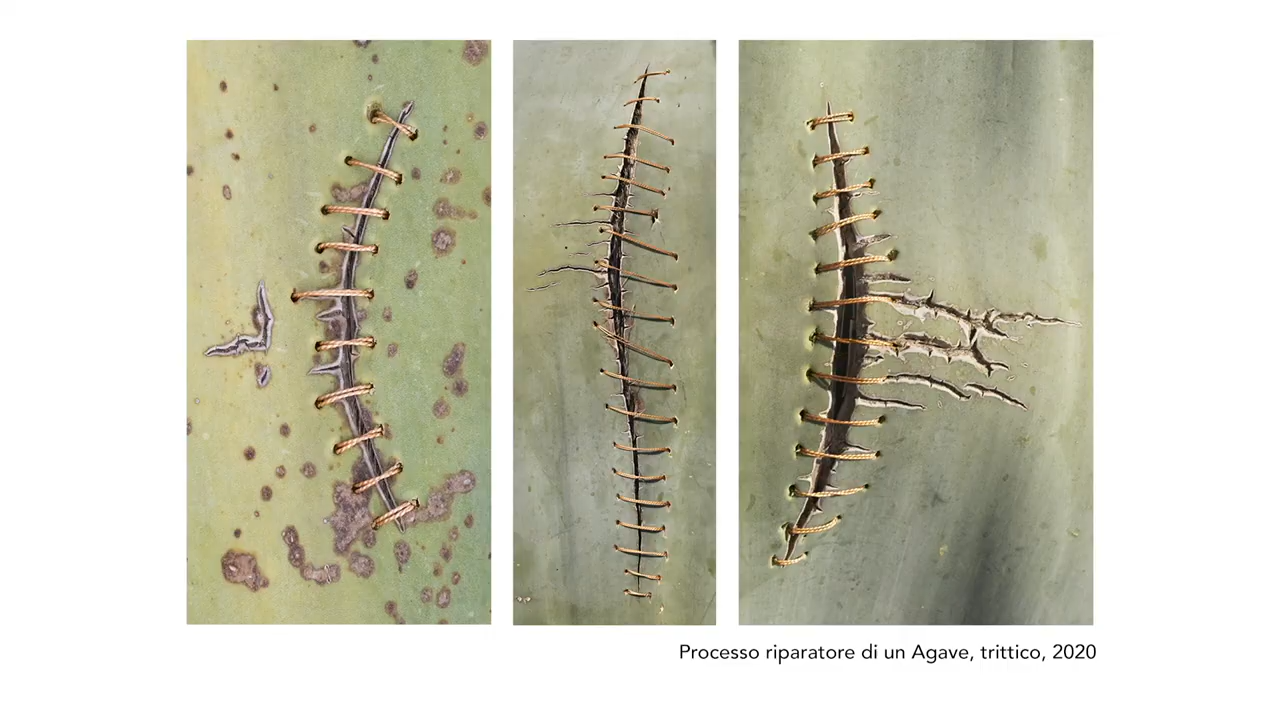 Processo riparatore di un Agave, trittico, 2020